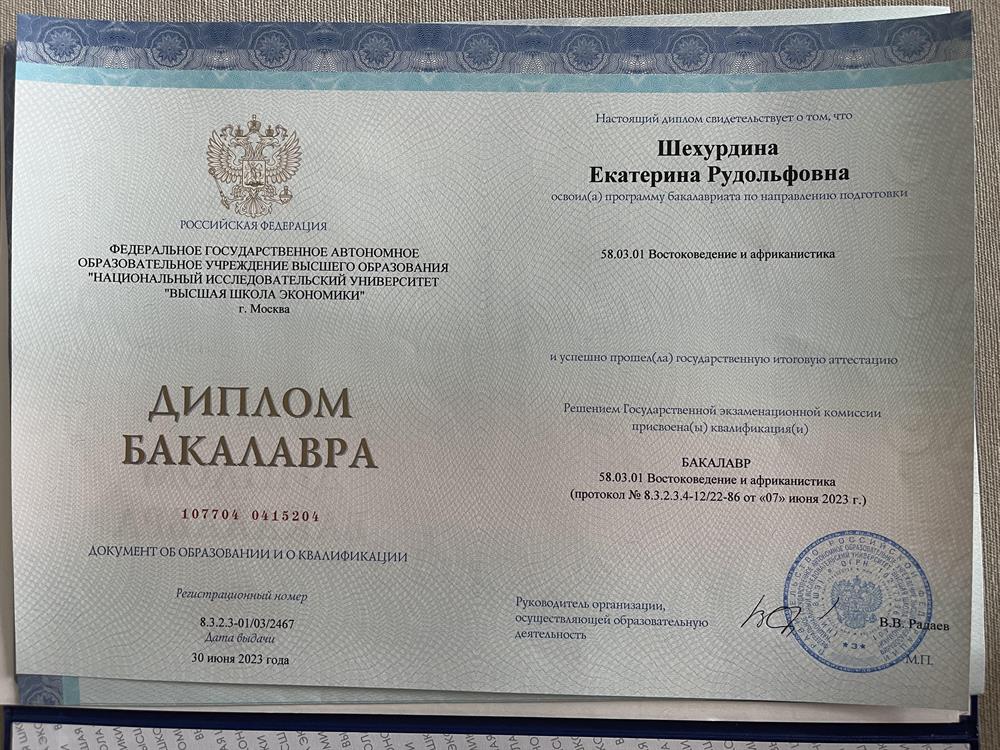 РОССИЙСКАЯ ФЕДЕРАЦИЯ
ФЕДЕРАЛЬНОЕ ГОСУДАРСТВЕННОЕ АВТОНОМНОЕ
ОБРАЗОВАТЕЛЬНОЕ УЧРЕЖДЕНИЕ ВЫСШЕГО ОБРАЗОВАНИЯ
"НАЦИОНАЛЬНЫЙ ИССЛЕДОВАТЕЛЬСКИЙ УНИВЕРСИТЕТ
"ВЫСШАЯ ШКОЛА ЭКОНОМИКИ"
г. Москва
ДИПЛОМ
БАКАЛАВРА
107704 0415204
ДОКУМЕНТ ОБ ОБРАЗОВАНИИ И О КВАЛИФИКАЦИИ
Регистрационный номер
8.3.2.3-01/03/2467
Дата выдачи
30 июня 2023 года
Настоящий диплом свидетельствует о том, что
Шехурдина
Екатерина Рудольфовна
освоил(а) программу бакалавриата по направлению подготовки
58.03.01 Востоковедение и африканистика
и успешно прошел(ла) государственную итоговую аттестацию
Решением Государственной экзаменационной комиссии
присвоена(ы) квалификация(и)
БАКАЛАВР
58.03.01 Востоковедение и африканистика
(протокол № 8.3.2.3.4-12/22-86 от «07» июня 2023 г.)
Руководитель организации,
осуществляющей образовательную
деятельность
В.В. Радаев
М.П.